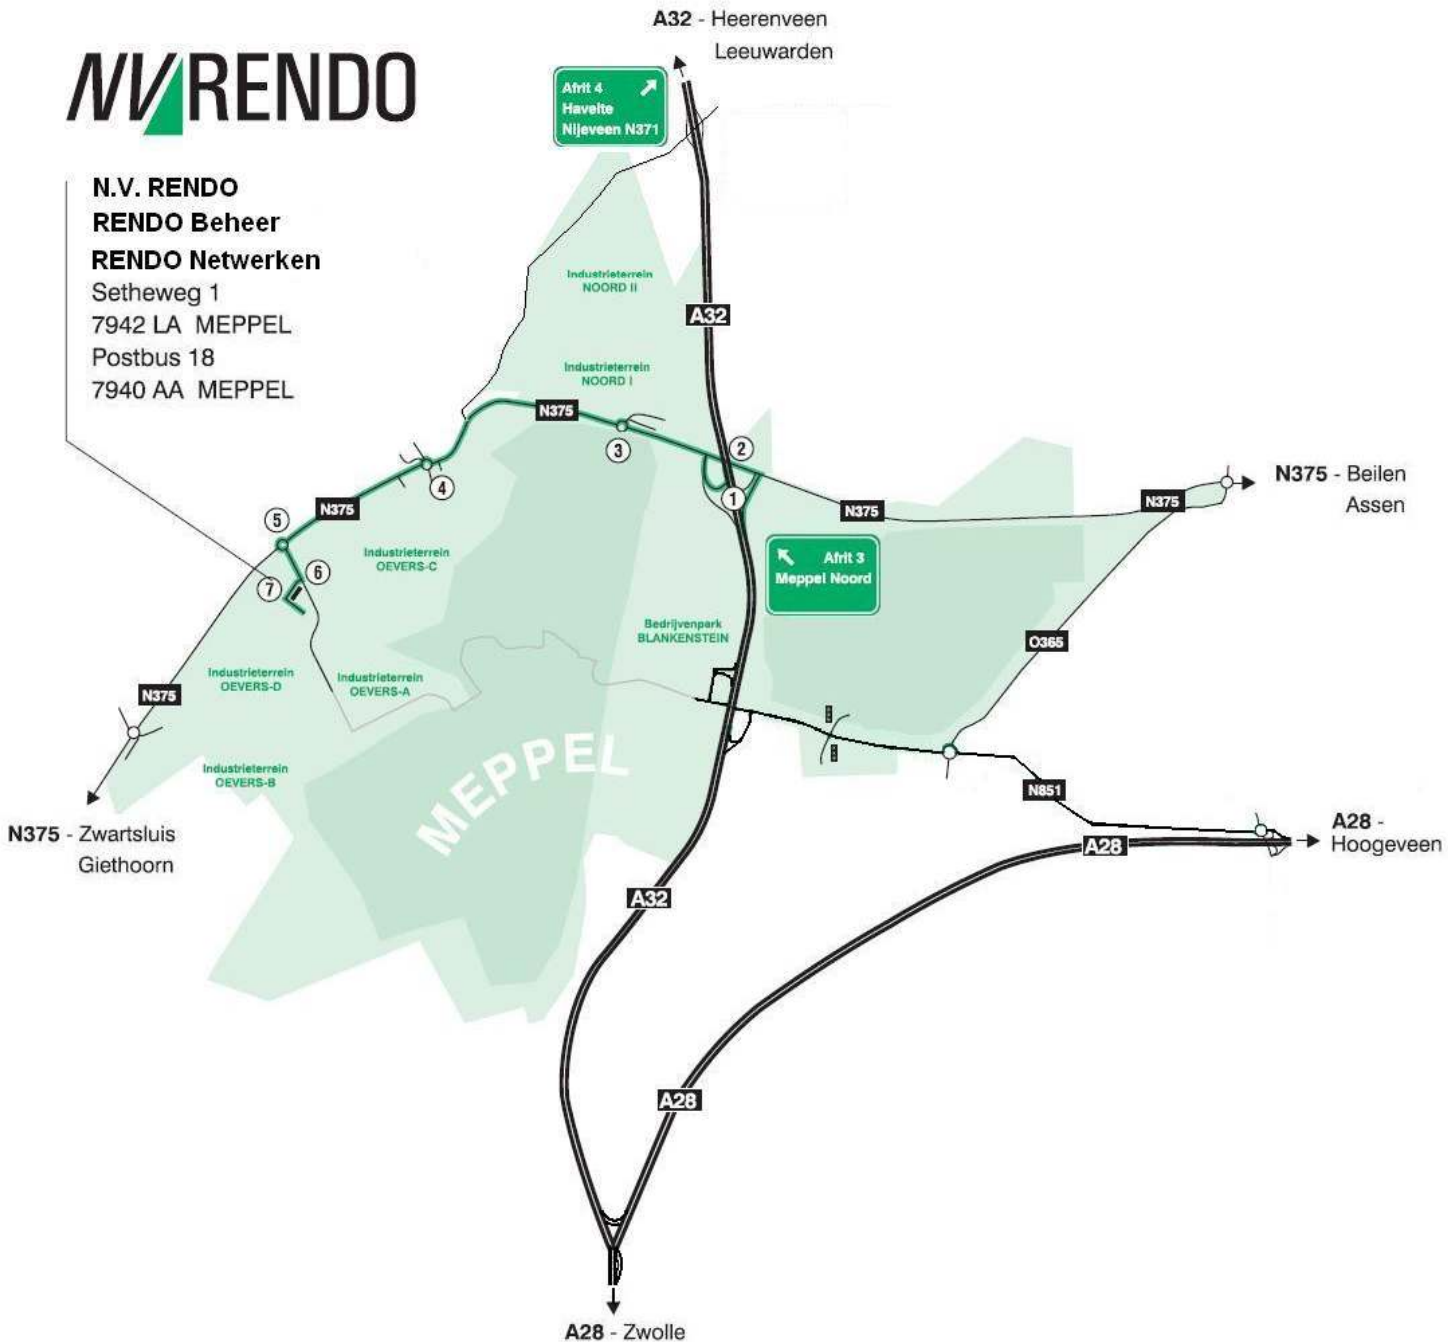 A32 - Heerenveen
Leeuwarden
NVRENDO
Afrit 4
Havelte
Nijeveen N371
N.V. RENDO
RENDO Beheer
RENDO Netwerken
Setheweg 1
7942 LA MEPPEL
Postbus 18
7940 AA MEPPEL
Industrieterrein
NOORD II
A32
Industrieterrein
NOORD I
N375
3
2
4
1
N375 - Beilen
Assen
N375
N375
N375
5
Industrieterrein
OEVERS-C
6
7
Afrit 3
Meppel Noord
Bedrijvenpark
BLANKENSTEIN
O365
Industrieterrein
OEVERS-D
Industrieterrein
OEVERS-A
N375
MEPPEL
Industrieterrein
OEVERS-B
N851
N375 - Zwartsluis
Giethoorn
A28 -
Hoogeveen
A28
A32
A28
A28 - Zwolle